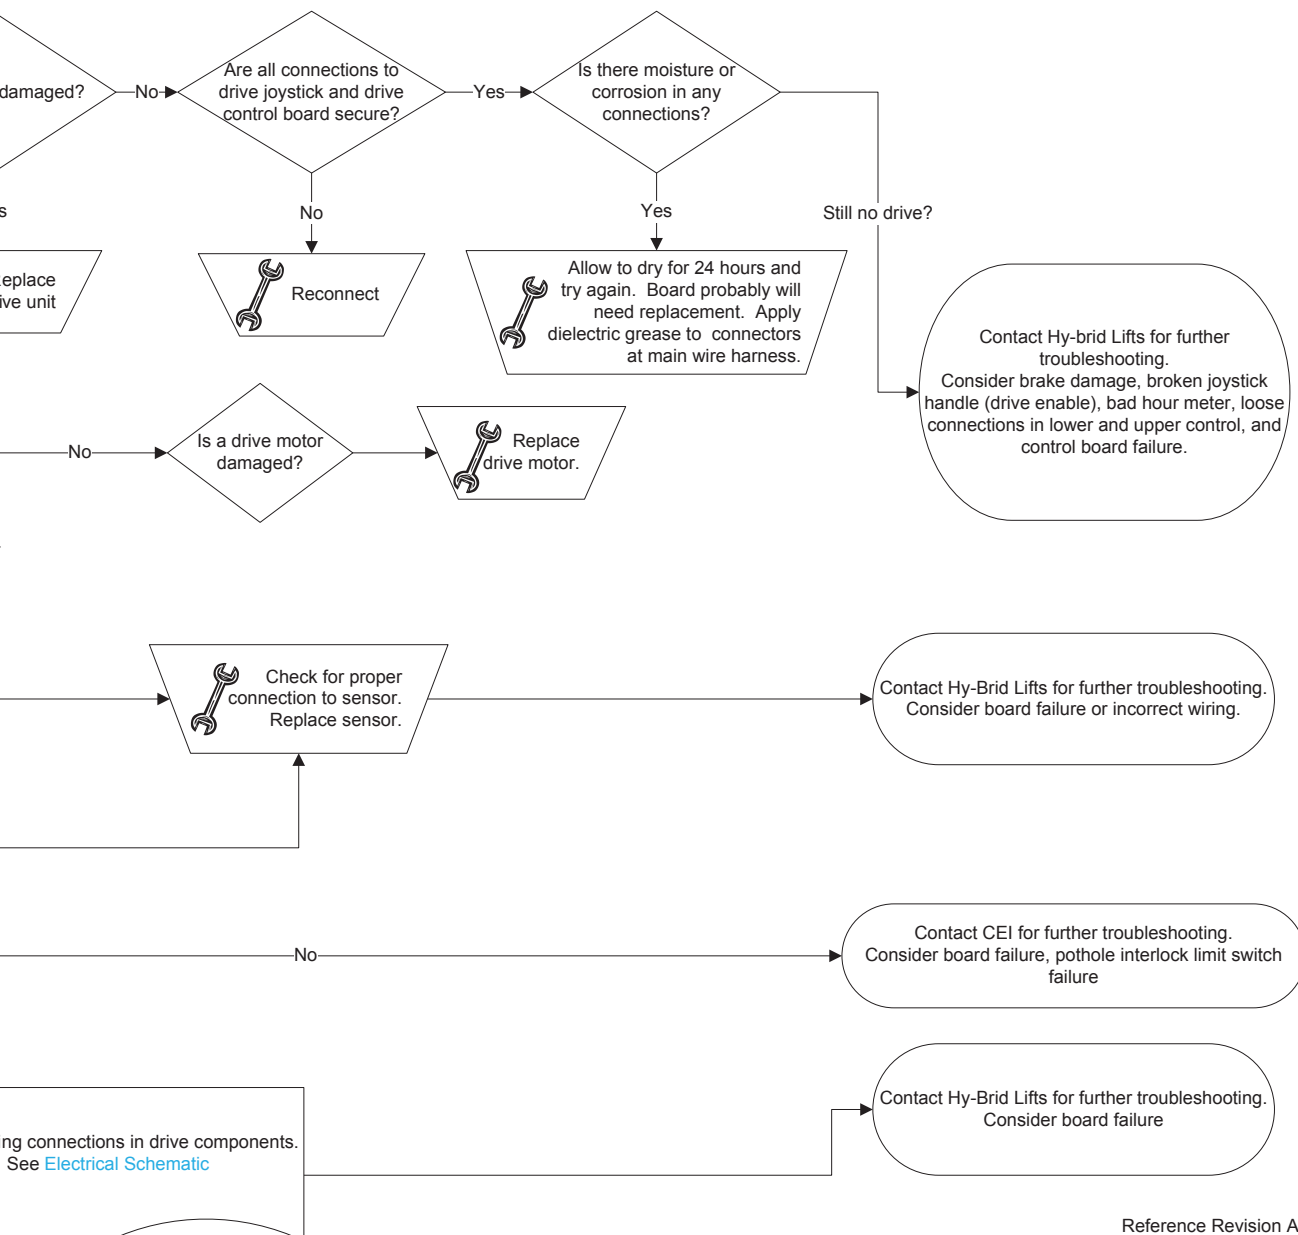 damaged?
No
Are all connections to
drive joystick and drive
control board secure?
Yes
Is there moisture or
corrosion in any
connections?
s
No
Yes
Still no drive?
eplace
ive unit
Reconnect
Allow to dry for 24 hours and
try again. Board probably will
need replacement. Apply
dielectric grease to connectors
at main wire harness.
Contact Hy-brid Lifts for further
troubleshooting.
Consider brake damage, broken joystick
handle (drive enable), bad hour meter, loose
connections in lower and upper control, and
control board failure.
No
Is a drive motor
damaged?
Replace
drive motor.
Check for proper
connection to sensor.
Replace sensor.
Contact Hy-Brid Lifts for further troubleshooting.
Consider board failure or incorrect wiring.
No
Contact CEI for further troubleshooting.
Consider board failure, pothole interlock limit switch
failure
Contact Hy-Brid Lifts for further troubleshooting.
Consider board failure
ing connections in drive components.
See Electrical Schematic
Reference Revision A